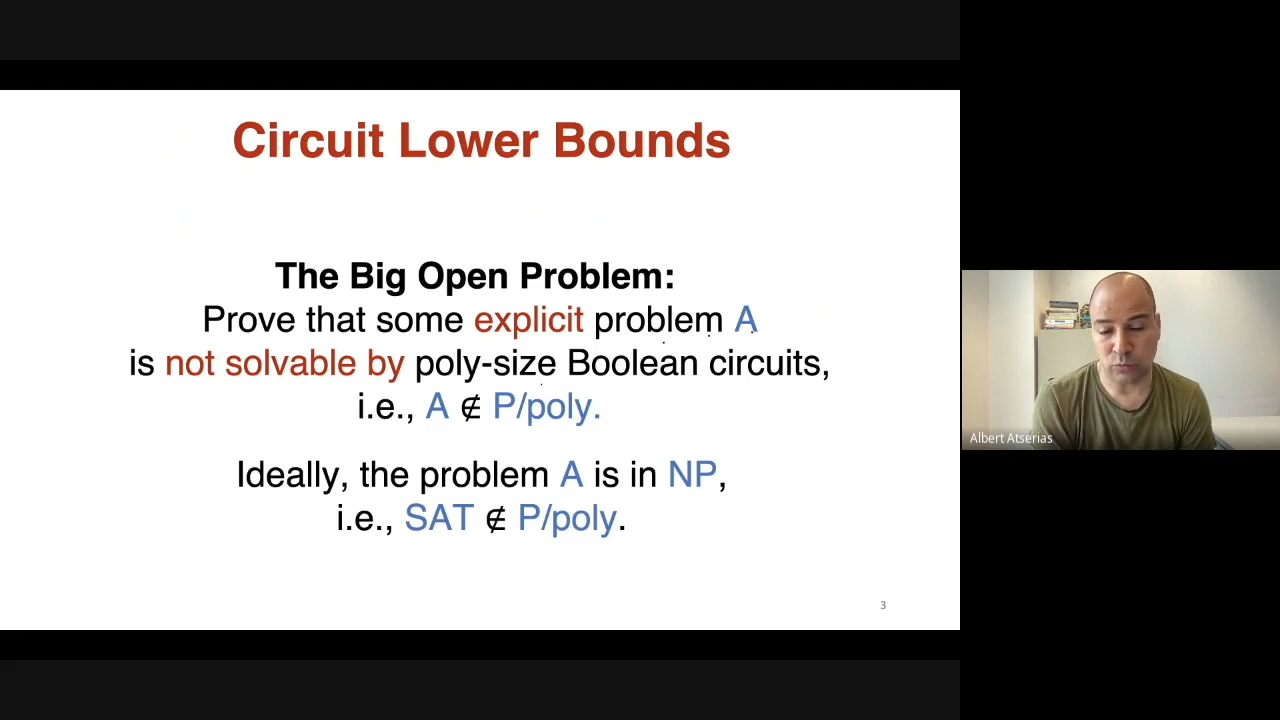 Circuit Lower Bounds
The Big Open Problem:
Prove that some explicit problem A
is not solvable by poly-size Boolean circuits,
i.e., A ∉ P/poly.
Ideally, the problem A is in NP,
i.e., SAT ∉ P/poly.
3
Albert Atserias